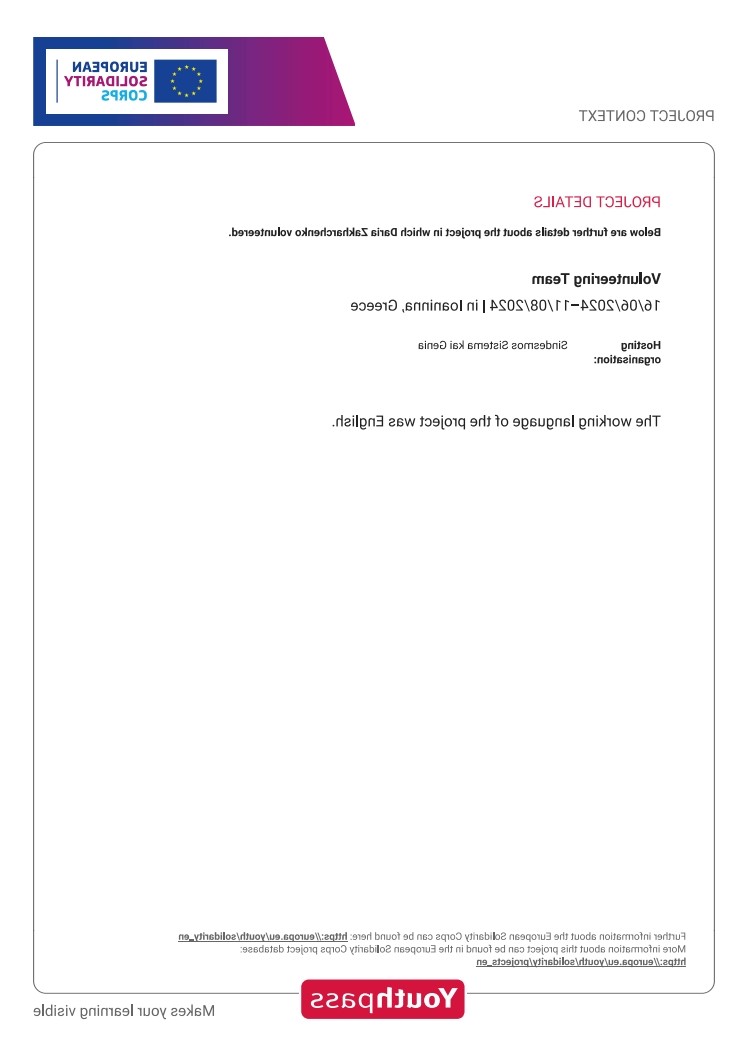 PROJECT CONTEXT
EUROPEAN
SOLIDARITY
CORPS
PROJECT DETAILS
Below are further details about the project in which Daria Zakharchenko volunteered.
Volunteering Team
16/06/2024–11/08/2024 | in Ioaninna, Greece
Hosting organisation: Sindesmos Sistema kai Genia
The working language of the project was English.
Further information about the European Solidarity Corps can be found here: https://europa.eu/youth/solidarity_en
More information about this project can be found in the European Solidarity Corps project database:
https://europa.eu/youth/solidarity/projects_en
Youthpass
Makes your learning visible